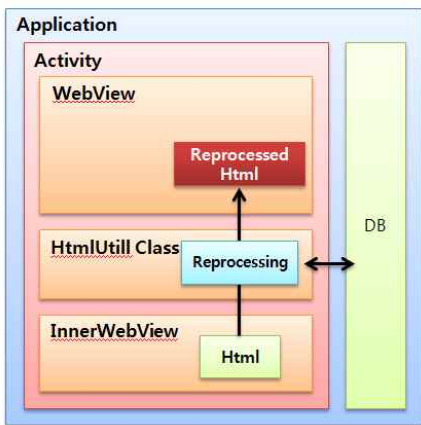 Application
Activity
WebView
Reprocessed
Html
HtmlUtill Class
Reprocessing
DB
InnerWebView
Html